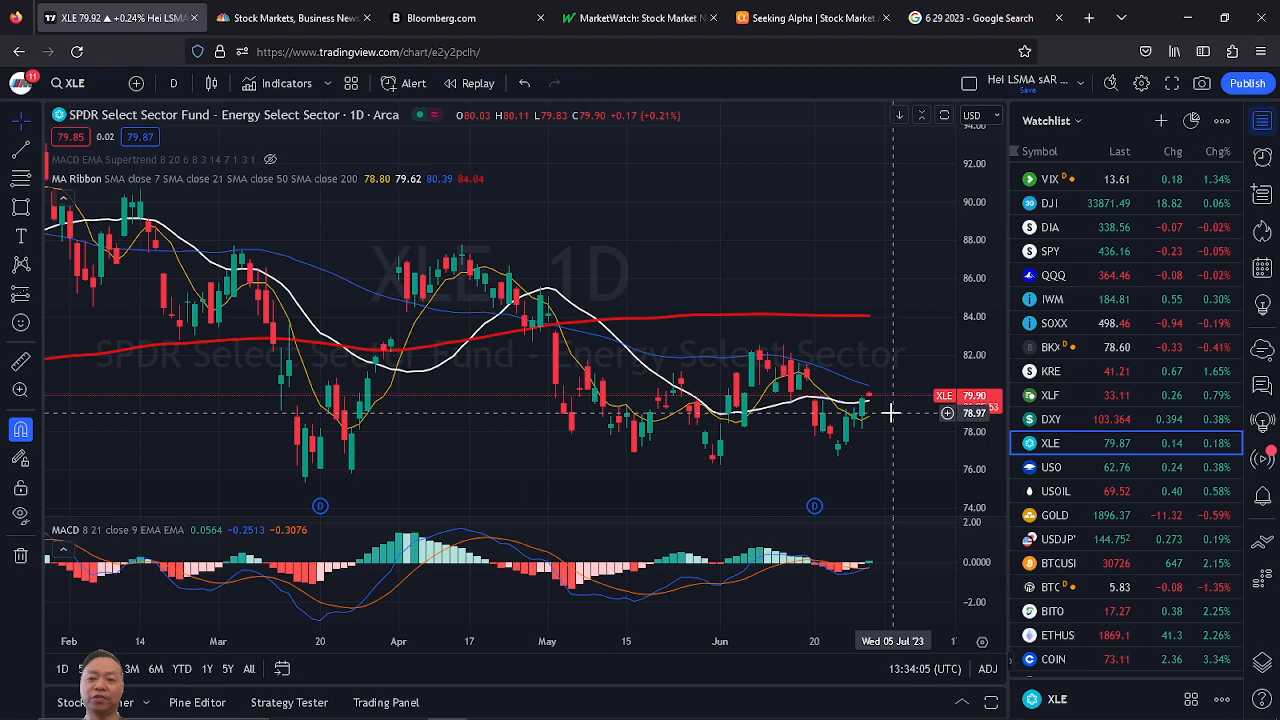 XLE 79.92 ▲ +0.24% Hei LSMA
Stock Markets, Business News
Bloomberg.com
MarketWatch: Stock Market N
Seeking Alpha | Stock Market A
6 29 2023 - Google Search
https://www.tradingview.com/chart/e2y2pclh/
11
XLE
D
Indicators
Alert
Replay
Hei LSMA sAR ...
Save
Publish
SPDR Select Sector Fund - Energy Select Sector · 1D · Arca
O80.03 H80.11 L79.83 C79.90 +0.17 (+0.21%)
USD
79.85 0.02 79.87
MACD EMA Supertrend 8 20 6 8.3 14 7 1 3 1
MA Ribbon SMA close 7 SMA close 21 SMA close 50 SMA close 200 78.80 79.62 80.39 84.04
XLE, 1D
SPDR Select Sector Fund - Energy Select Sector
94.00
92.00
90.00
88.00
86.00
84.00
82.00
XLE 79.90
53
78.97
78.00
76.00
74.00
D
D
MACD 8 21 close 9 EMA EMA 0.0564 -0.2513 -0.3076
2.00
0.0000
-2.00
Feb 14 Mar 20 Apr 17 May 15 Jun 20 Wed 05 Jul '23
1D 3M 6M YTD 1Y 5Y All
13:34:05 (UTC) ADJ
Pine Editor
Trading Panel
Watchlist
Symbol Last Chg Chg%
VIX D 13.61 0.18 1.34%
DJI 33871.49 18.82 0.06%
DIA 338.56 -0.07 -0.02%
SPY 436.16 -0.23 -0.05%
QQQ 364.46 -0.08 -0.02%
IWM 184.81 0.55 0.30%
SOXX 498.46 -0.94 -0.19%
BKX D 78.60 -0.33 -0.41%
KRE 41.21 0.67 1.65%
XLF 33.11 0.26 0.79%
DXY 103.364 0.394 0.38%
XLE 79.87 0.14 0.18%
USO 62.76 0.24 0.38%
USOIL 69.52 0.40 0.58%
GOLD 1896.37 -11.32 -0.59%
USDJPY 144.752 0.273 0.19%
BTCUSI 30726 647 2.15%
BTC D 5.83 -0.08 -1.35%
BITO 17.27 0.38 2.25%
ETHUS 1869.1 41.3 2.26%
COIN 73.11 2.36 3.34%
XLE